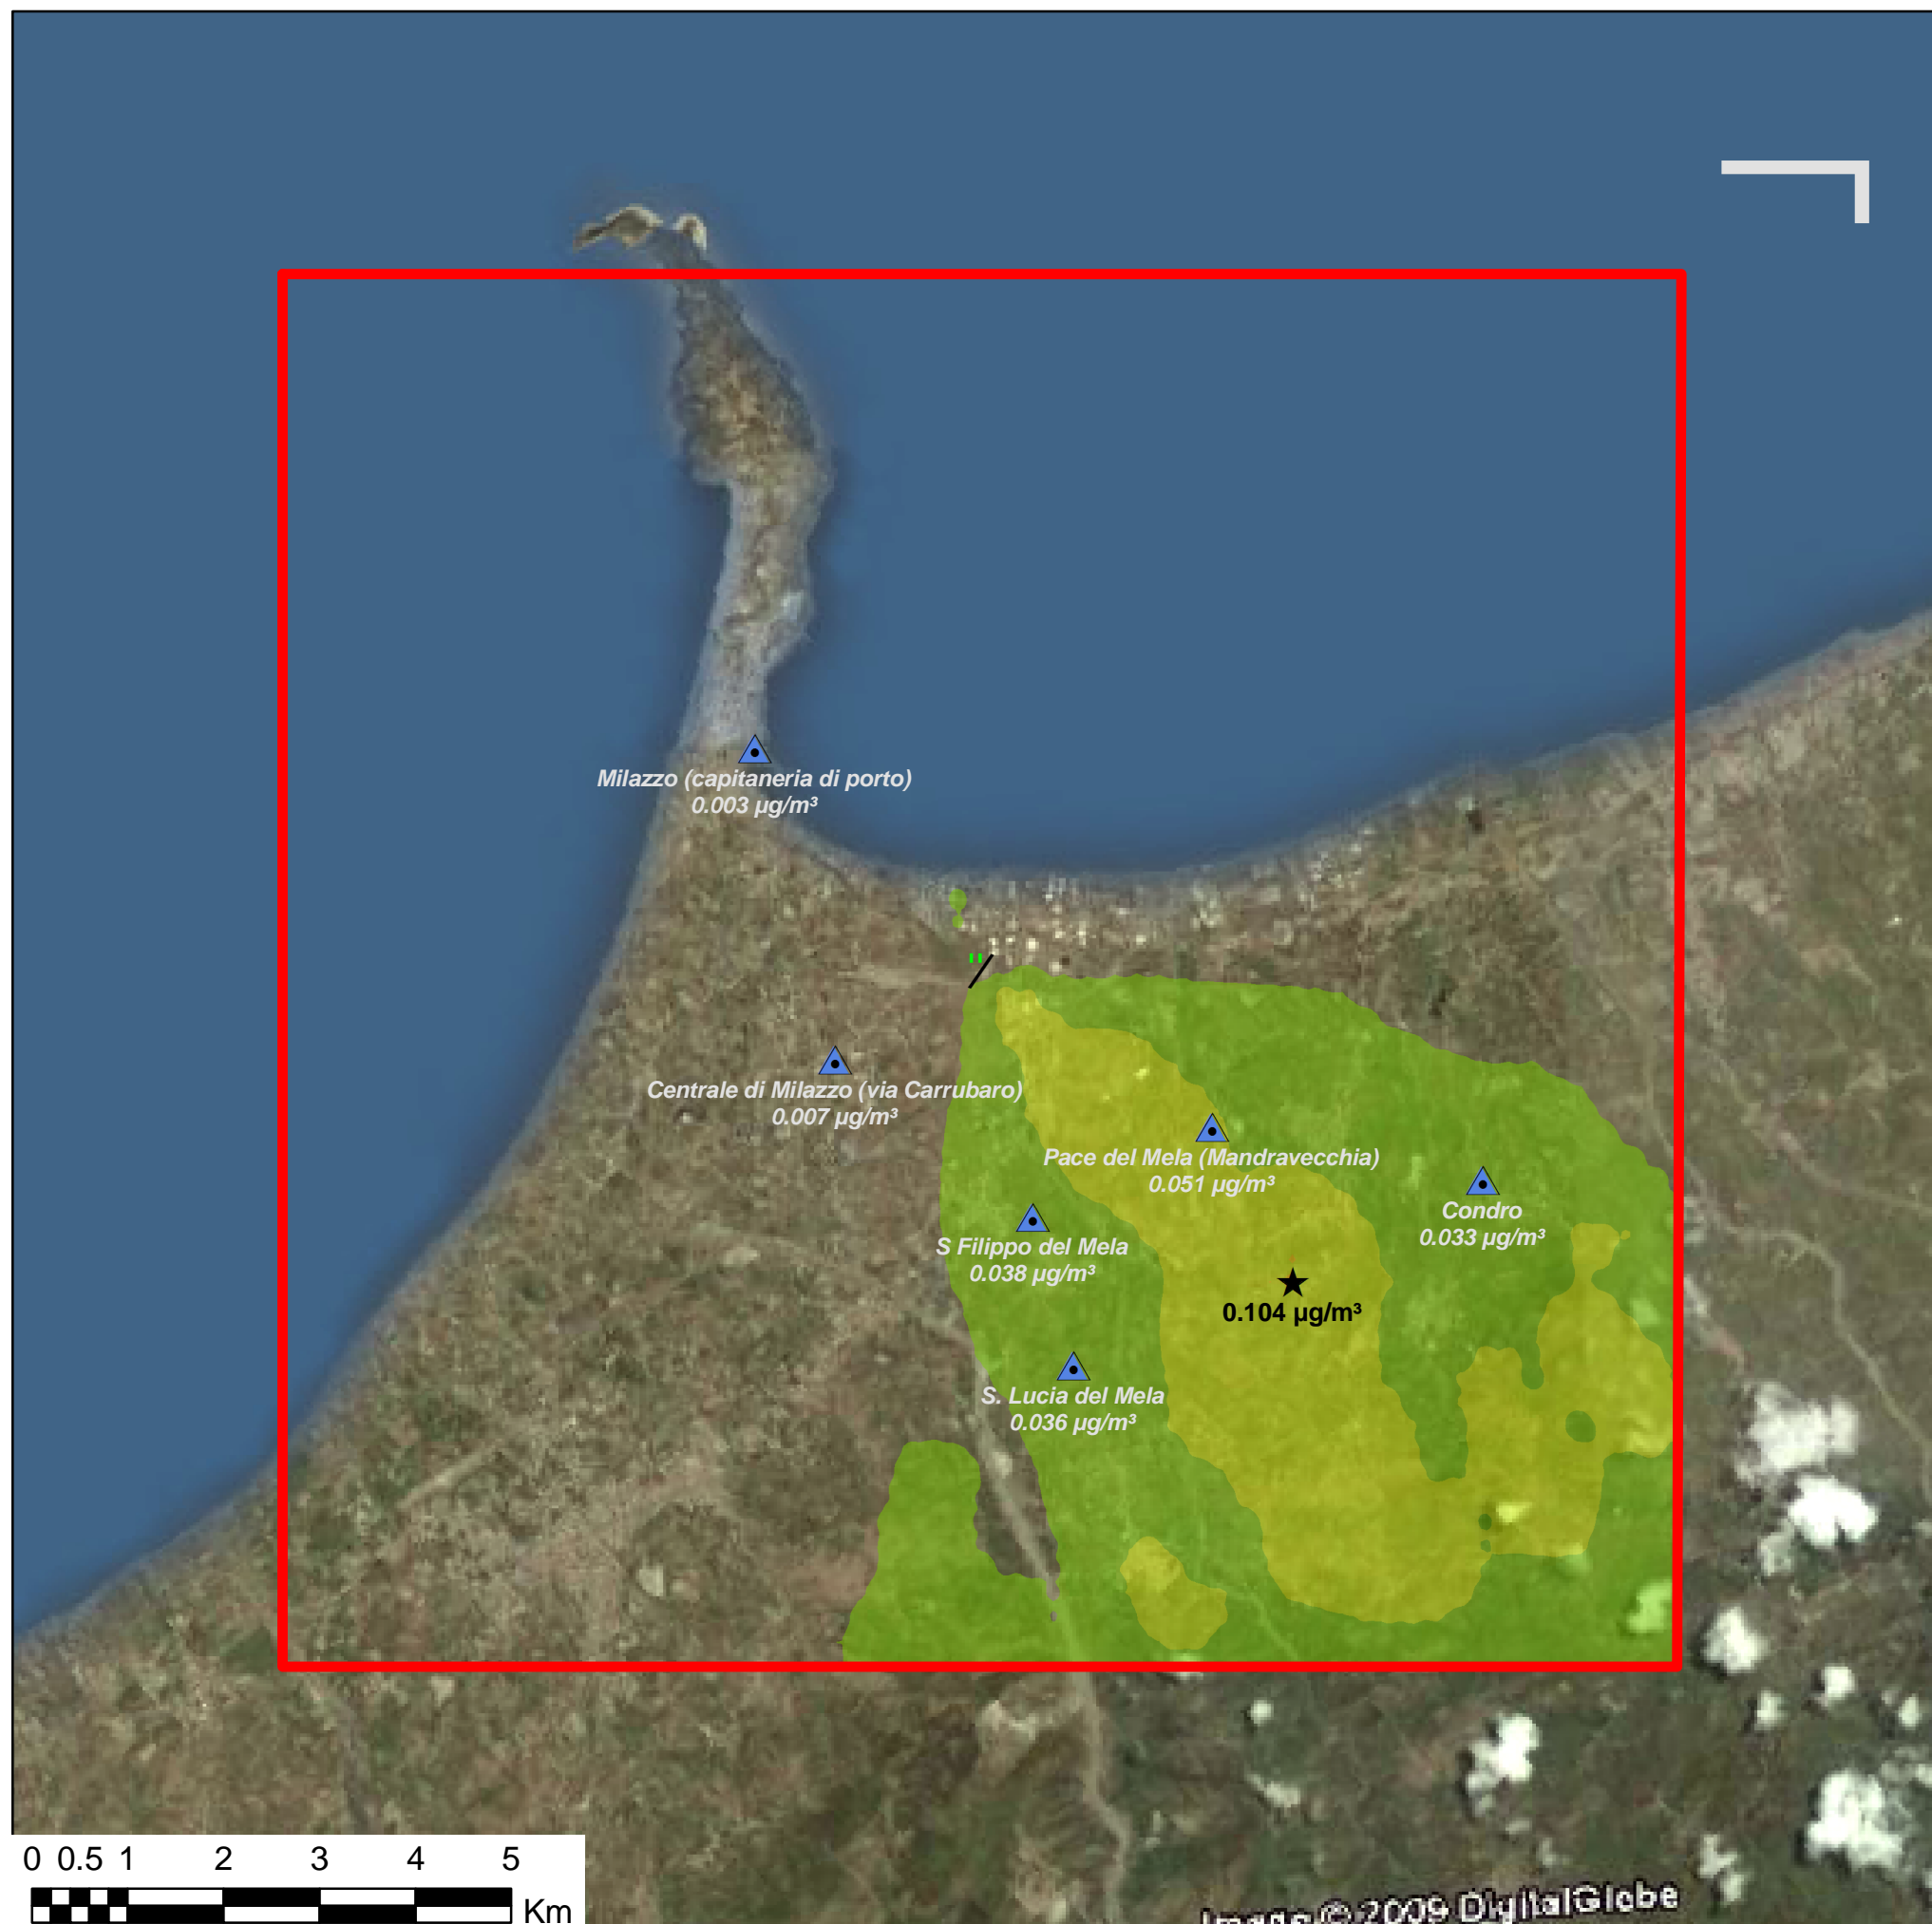 Milazzo (capitaneria di porto)
0.003 µg/m³
Centrale di Milazzo (via Carrubaro)
0.007 µg/m³
Pace del Mela (Mandravecchia)
0.051 µg/m³
Condro
0.033 µg/m³
S Filippo del Mela
0.038 µg/m³
0.104 µg/m³
S. Lucia del Mela
0.036 µg/m³
0 0.5 1 2 3 4 5
Km
Image © 2009 DigitalGlobe